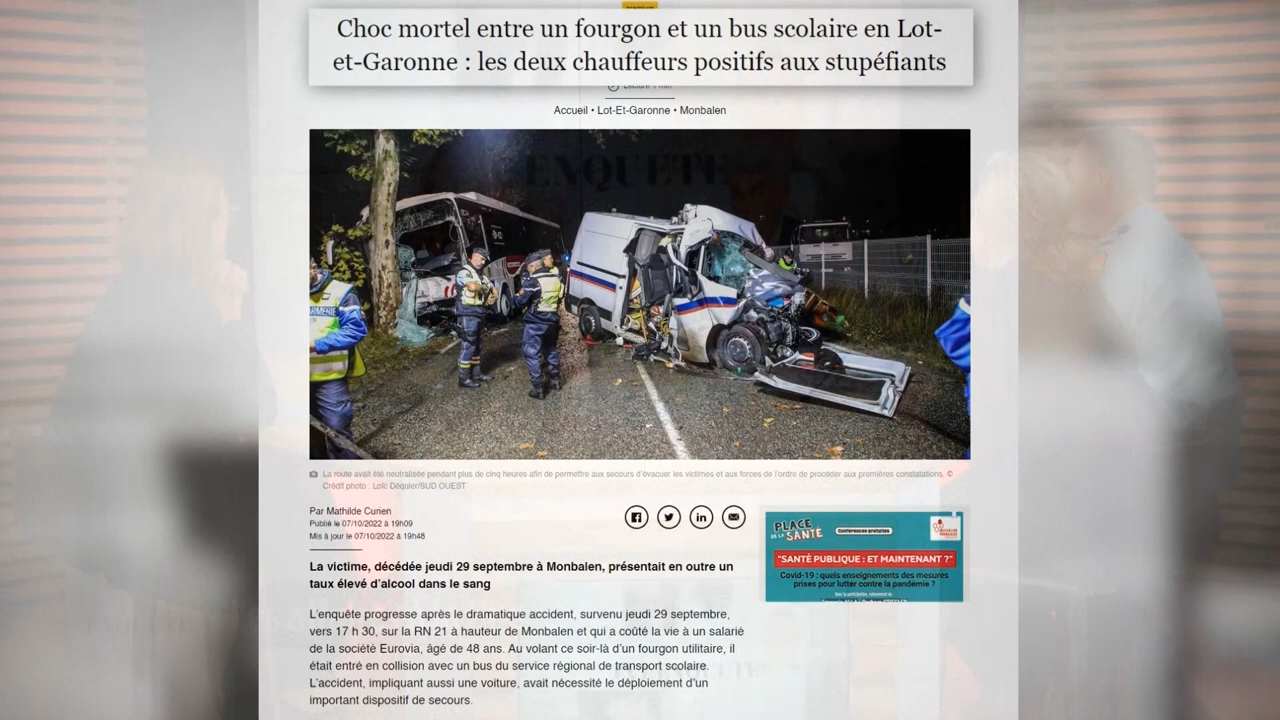 Choc mortel entre un fourgon et un bus scolaire en Lot-
et-Garonne : les deux chauffeurs positifs aux stupéfiants
Lecture 1 min
Accueil • Lot-Et-Garonne • Monbalen
ENQUÊTE
La route avait été neutralisée pendant plus de cinq heures afin de permettre aux secours d'évacuer les victimes et aux forces de l'ordre de procéder aux premières constatations. ©
Crédit photo : Loïc Déquier/SUD OUEST
Par Mathilde Curien
Publié le 07/10/2022 à 19h09
Mis à jour le 07/10/2022 à 19h48
PLACE
DE LA SANTÉ
Conférences gratuites
"SANTÉ PUBLIQUE : ET MAINTENANT ?"
Covid-19 : quels enseignements des mesures
prises pour lutter contre la pandémie ?
La victime, décédée jeudi 29 septembre à Monbalen, présentait en outre un
taux élevé d'alcool dans le sang
L'enquête progresse après le dramatique accident, survenu jeudi 29 septembre,
vers 17 h 30, sur la RN 21 à hauteur de Monbalen et qui a coûté la vie à un salarié
de la société Eurovia, âgé de 48 ans. Au volant ce soir-là d'un fourgon utilitaire, il
était entré en collision avec un bus du service régional de transport scolaire.
L'accident, impliquant aussi une voiture, avait nécessité le déploiement d'un
important dispositif de secours.